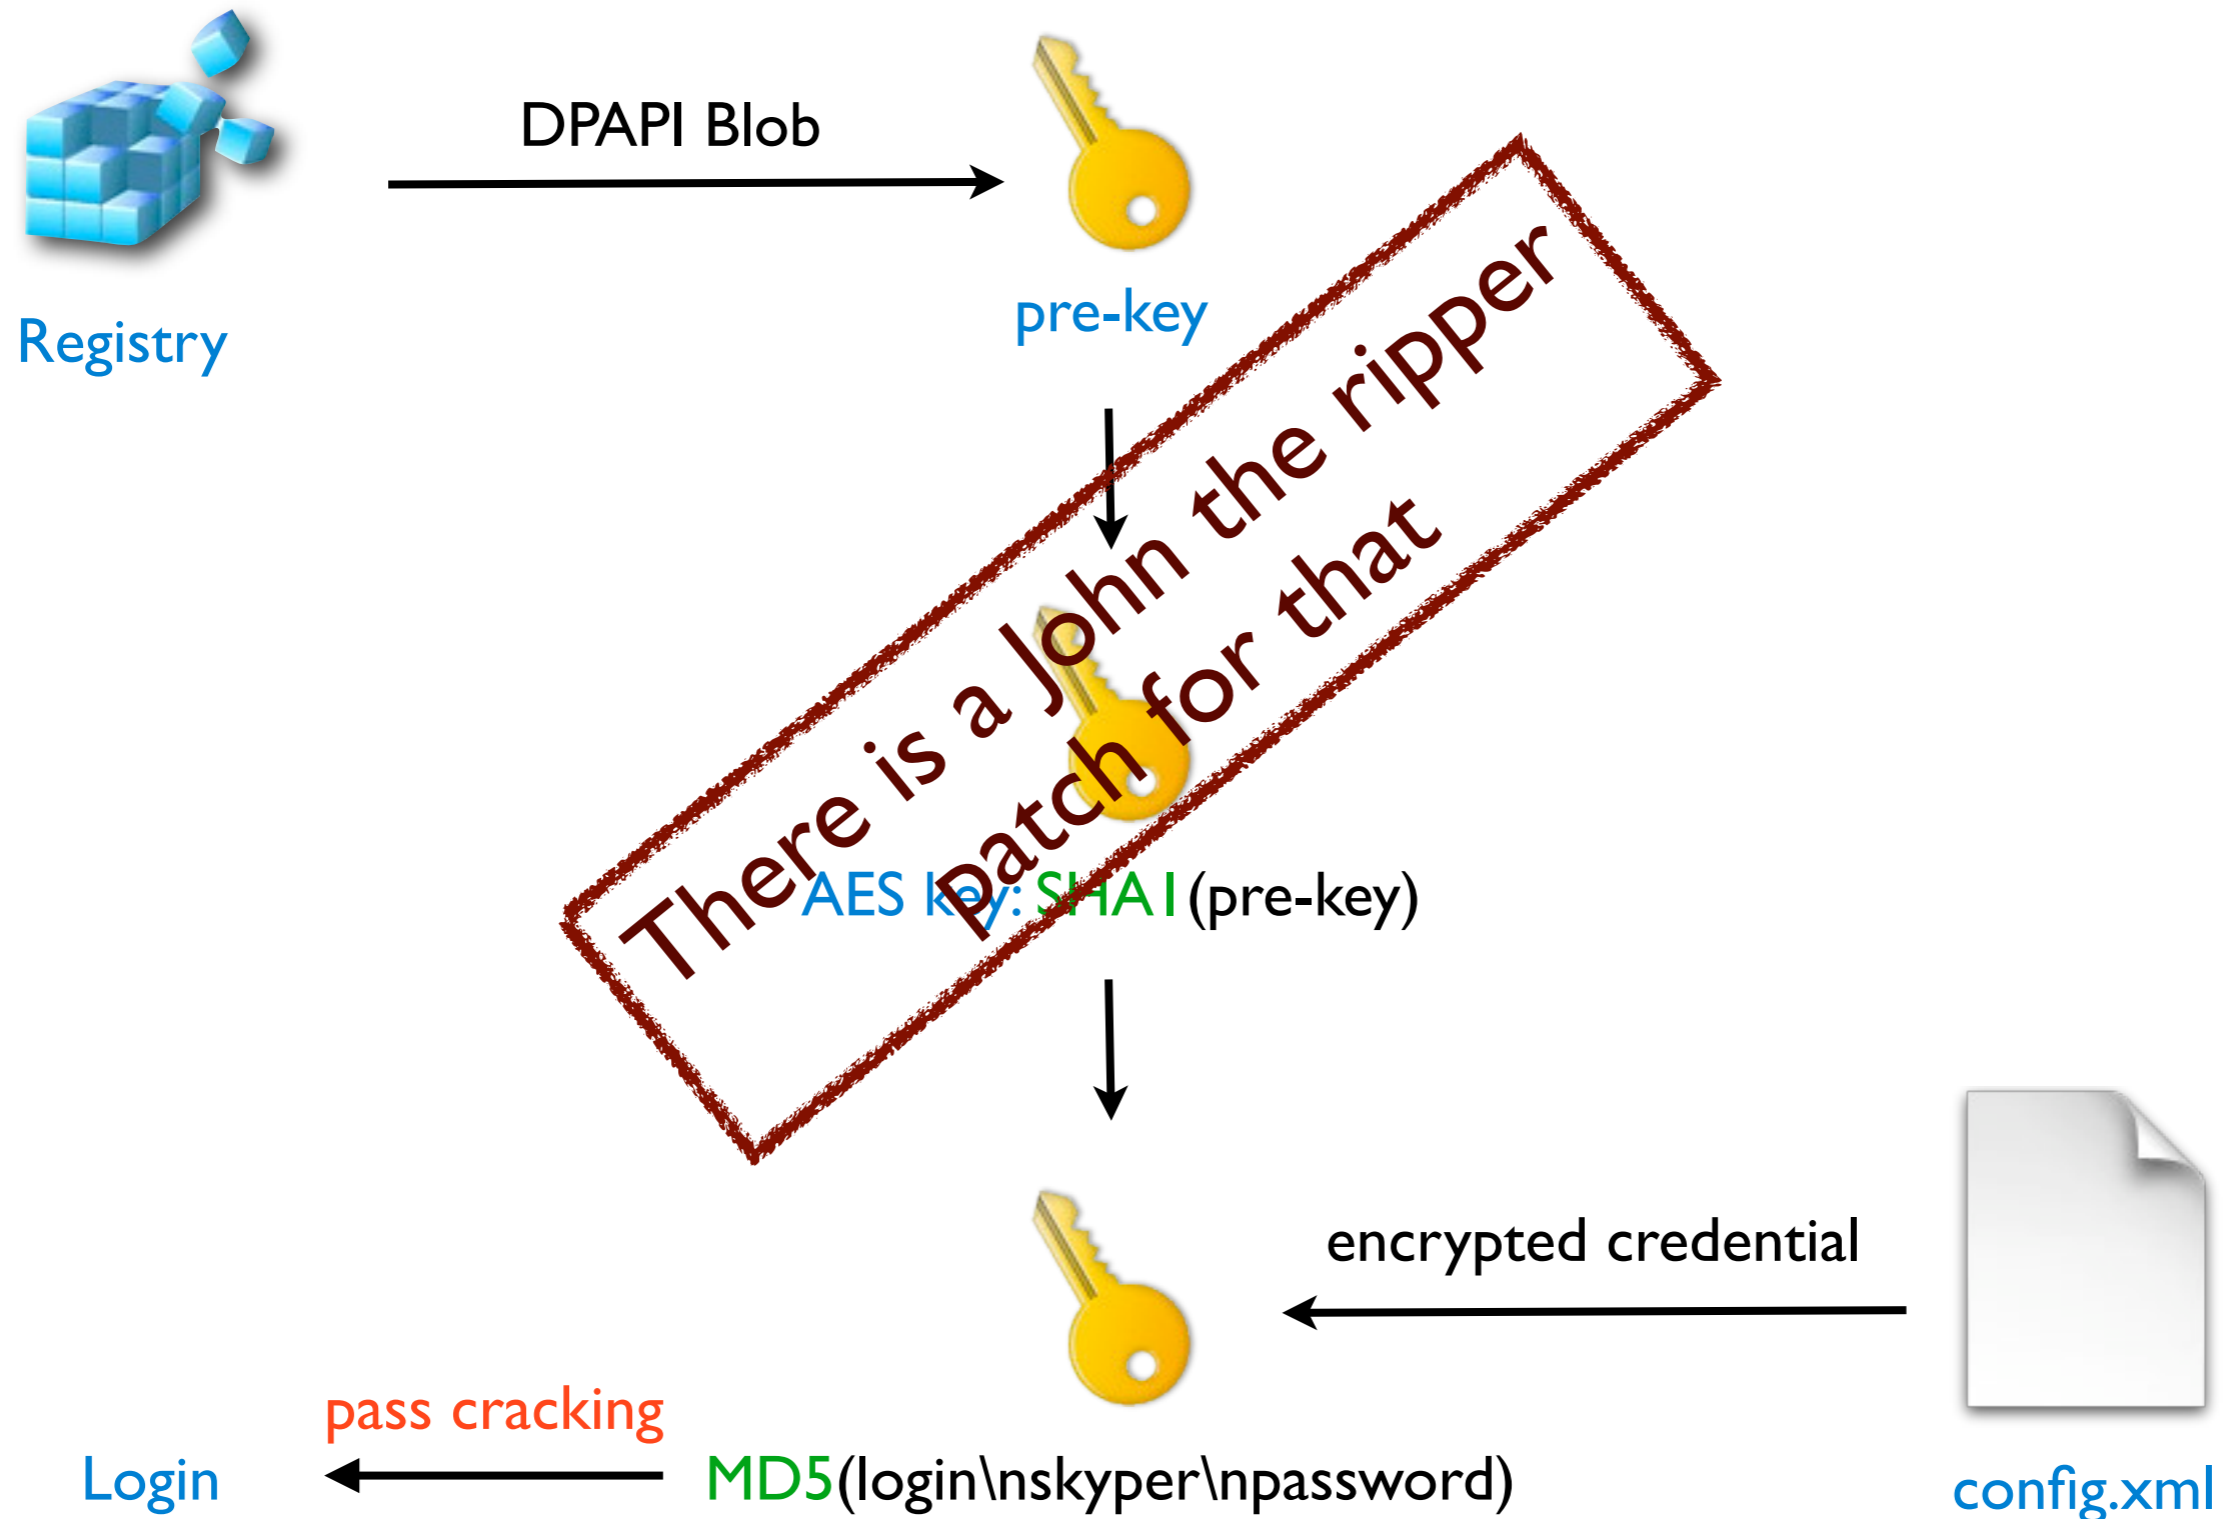 DPAPI Blob
Registry
pre-key
There is a John the ripper
patch for that
AES key: SHA1(pre-key)
encrypted credential
pass cracking
Login
MD5(login\nskyper\npassword)
config.xml